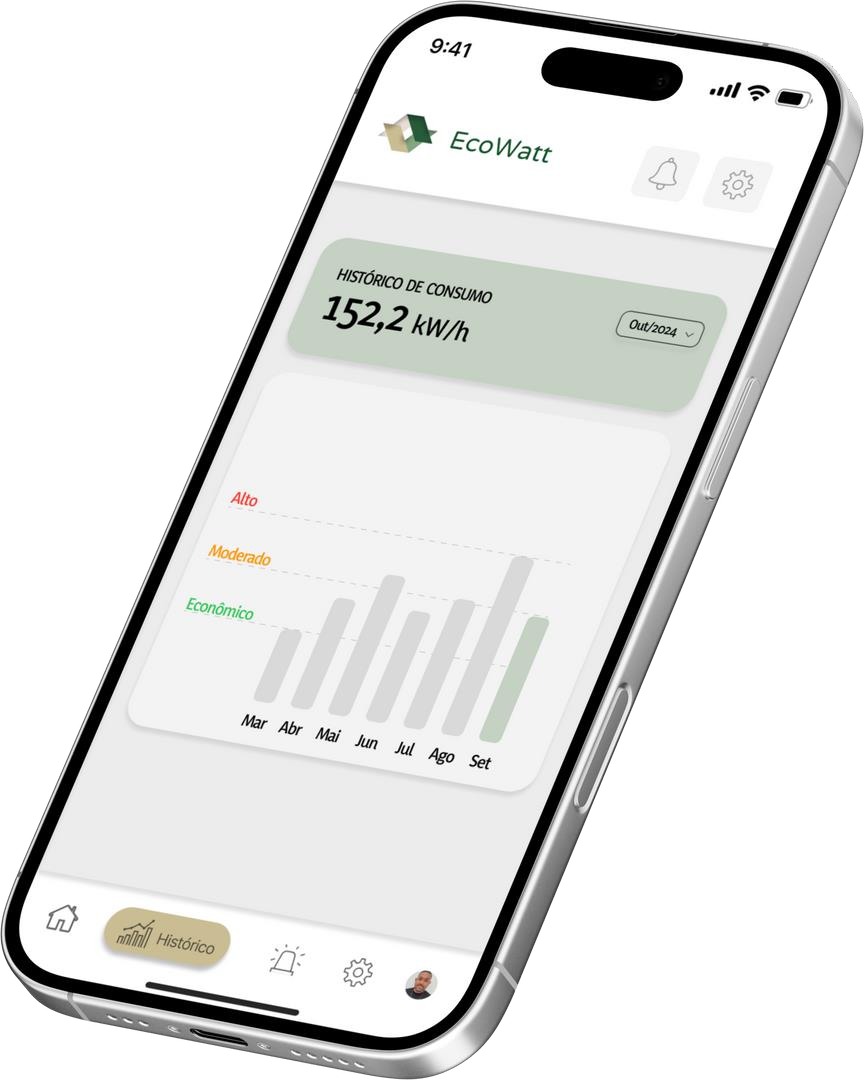 9:41
EcoWatt
HISTÓRICO DE CONSUMO
152,2 kW/h
Out/2024
Alto
Moderado
Econômico
Mar Abr Mai Jun Jul Ago Set
Histórico